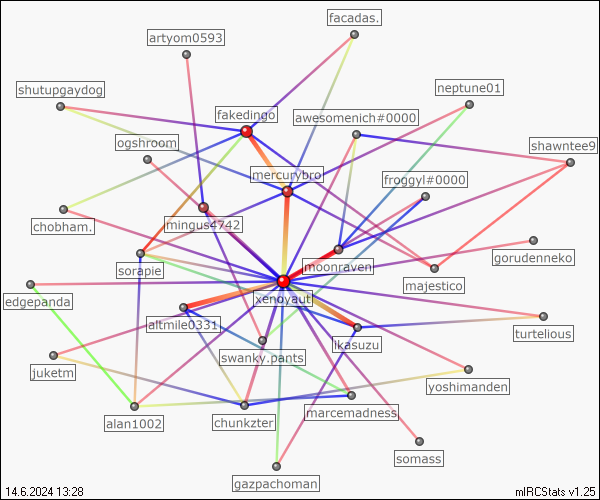 facadas.
artyom0593
shutupgaydog
neptune01
fakedingo
awesomenich#0000
ogshroom
shawntee9
mercurybro
froggyl#0000
chobham.
mingus4742
gorudenneko
sorapie
moonraven
majestico
edgepanda
xenoyaut
altmile0331
turtelious
swanky.pants
ikasuzu
juketm
yoshimanden
marcemadness
alan1002
chunkzter
somass
gazpachoman
14.6.2024 13:28
mIRCStats v1.25